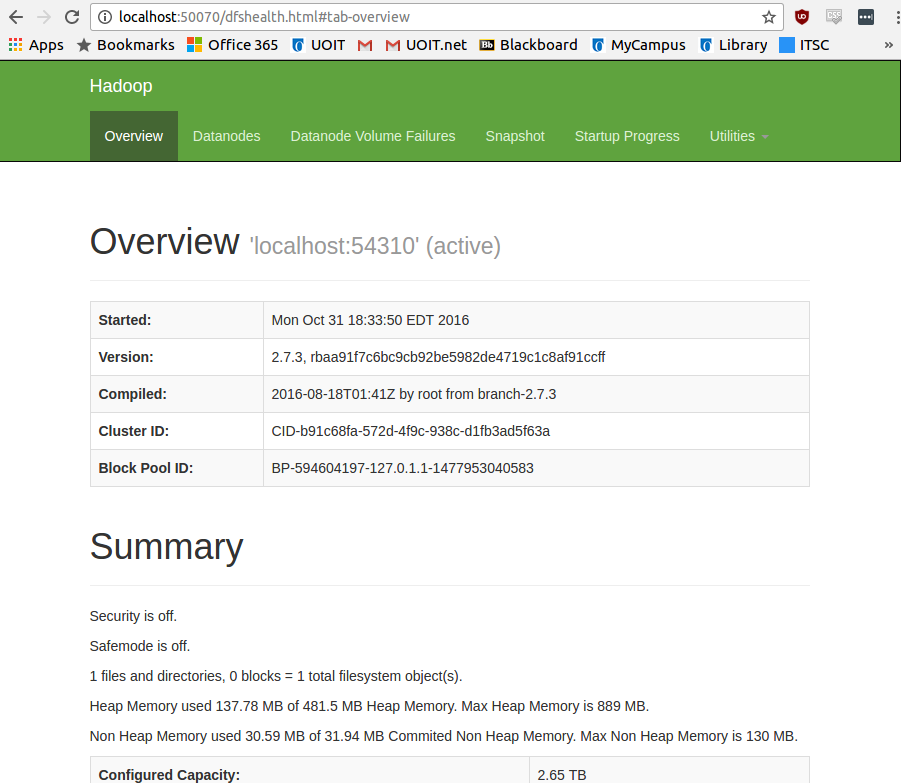 localhost:50070/dfshealth.html#tab-overview
Apps Bookmarks Office 365 UOIT UOIT.net Bb Blackboard MyCampus Library ITSC »
Hadoop
Overview Datanodes Datanode Volume Failures Snapshot Startup Progress Utilities
Overview 'localhost:54310' (active)
Started: Mon Oct 31 18:33:50 EDT 2016
Version: 2.7.3, rbaa91f7c6bc9cb92be5982de4719c1c8af91ccff
Compiled: 2016-08-18T01:41Z by root from branch-2.7.3
Cluster ID: CID-b91c68fa-572d-4f9c-938c-d1fb3ad5f63a
Block Pool ID: BP-594604197-127.0.1.1-1477953040583
Summary
Security is off.
Safemode is off.
1 files and directories, 0 blocks = 1 total filesystem object(s).
Heap Memory used 137.78 MB of 481.5 MB Heap Memory. Max Heap Memory is 889 MB.
Non Heap Memory used 30.59 MB of 31.94 MB Commited Non Heap Memory. Max Non Heap Memory is 130 MB.
Configured Capacity: 2.65 TB